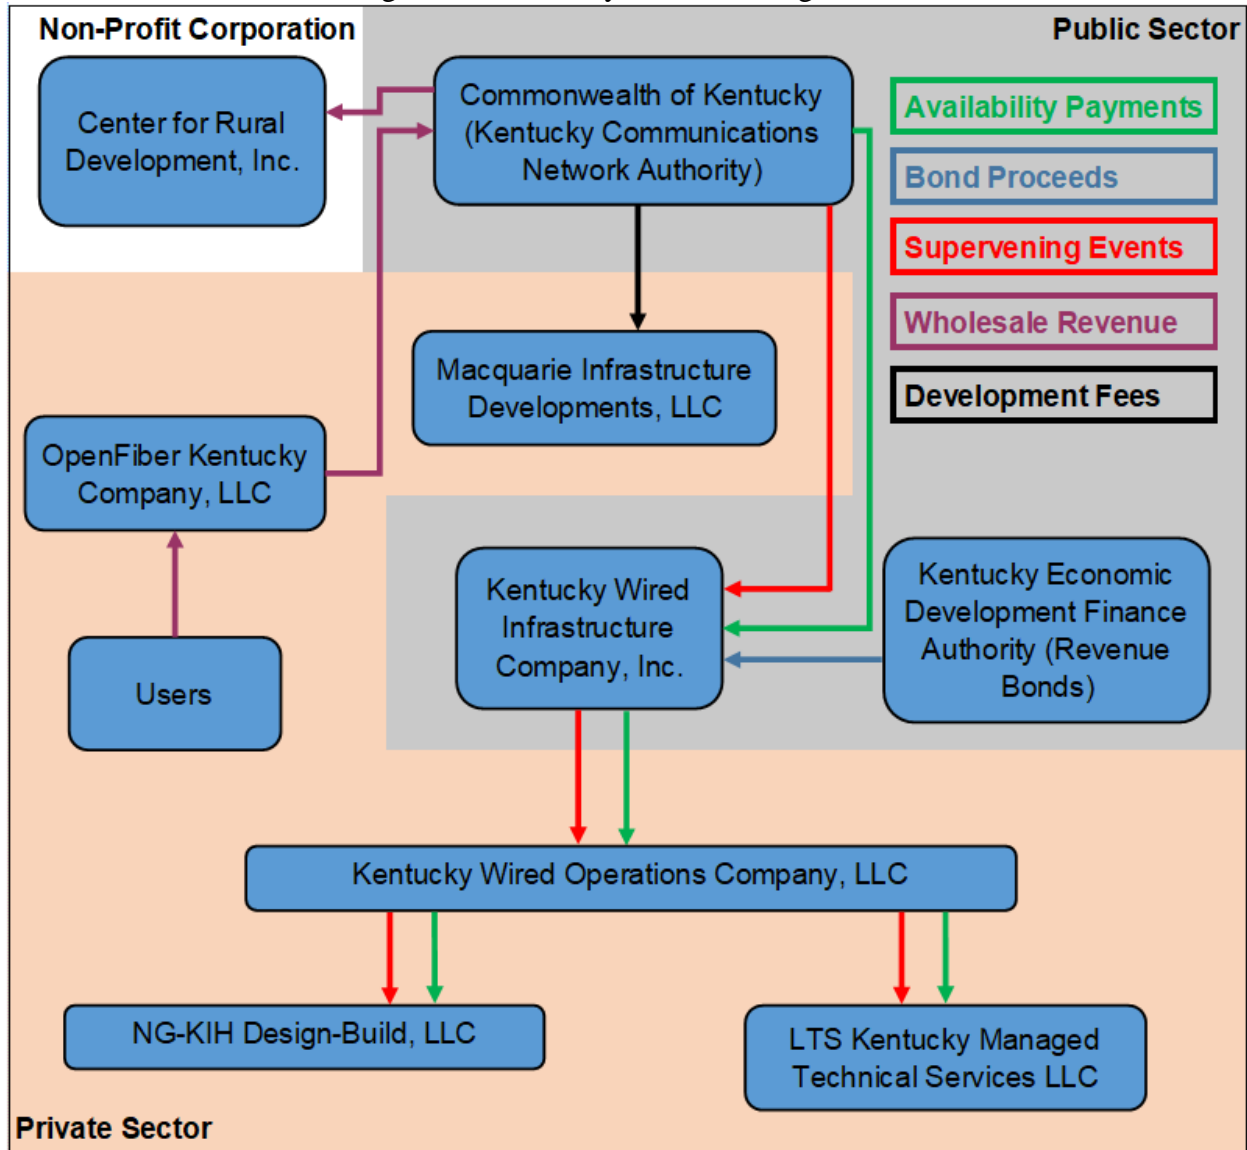 Non-Profit Corporation
Public Sector
Center for Rural
Development, Inc.
Commonwealth of Kentucky
(Kentucky Communications
Network Authority)
Availability Payments
Bond Proceeds
Supervening Events
Wholesale Revenue
Development Fees
Macquarie Infrastructure
Developments, LLC
OpenFiber Kentucky
Company, LLC
Users
Kentucky Wired
Infrastructure
Company, Inc.
Kentucky Economic
Development Finance
Authority (Revenue
Bonds)
Kentucky Wired Operations Company, LLC
NG-KIH Design-Build, LLC
LTS Kentucky Managed
Technical Services LLC
Private Sector